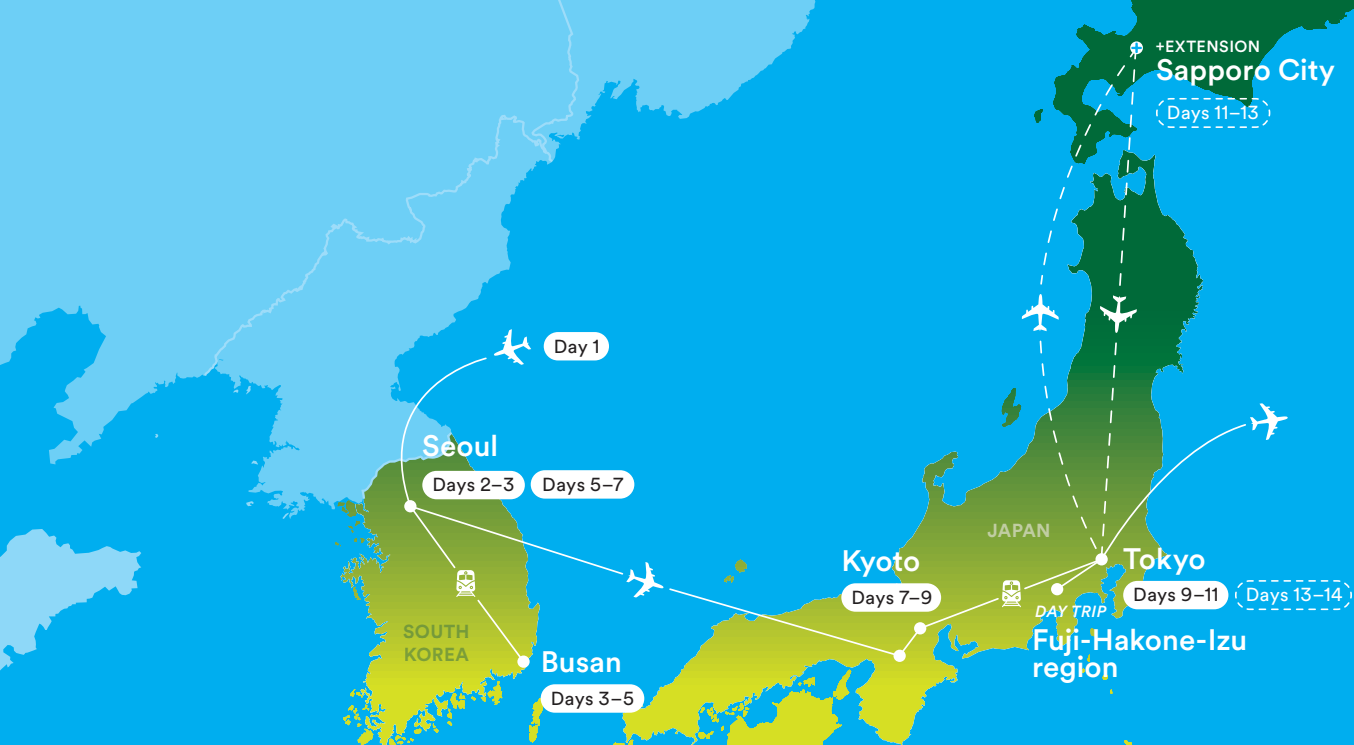 +EXTENSION
Sapporo City
Days 11–13
Day 1
Seoul
Days 2–3 Days 5–7
JAPAN
Kyoto
Days 7–9
Tokyo
Days 9–11 Days 13–14
DAY TRIP
Fuji-Hakone-Izu
region
SOUTH
KOREA
Busan
Days 3–5